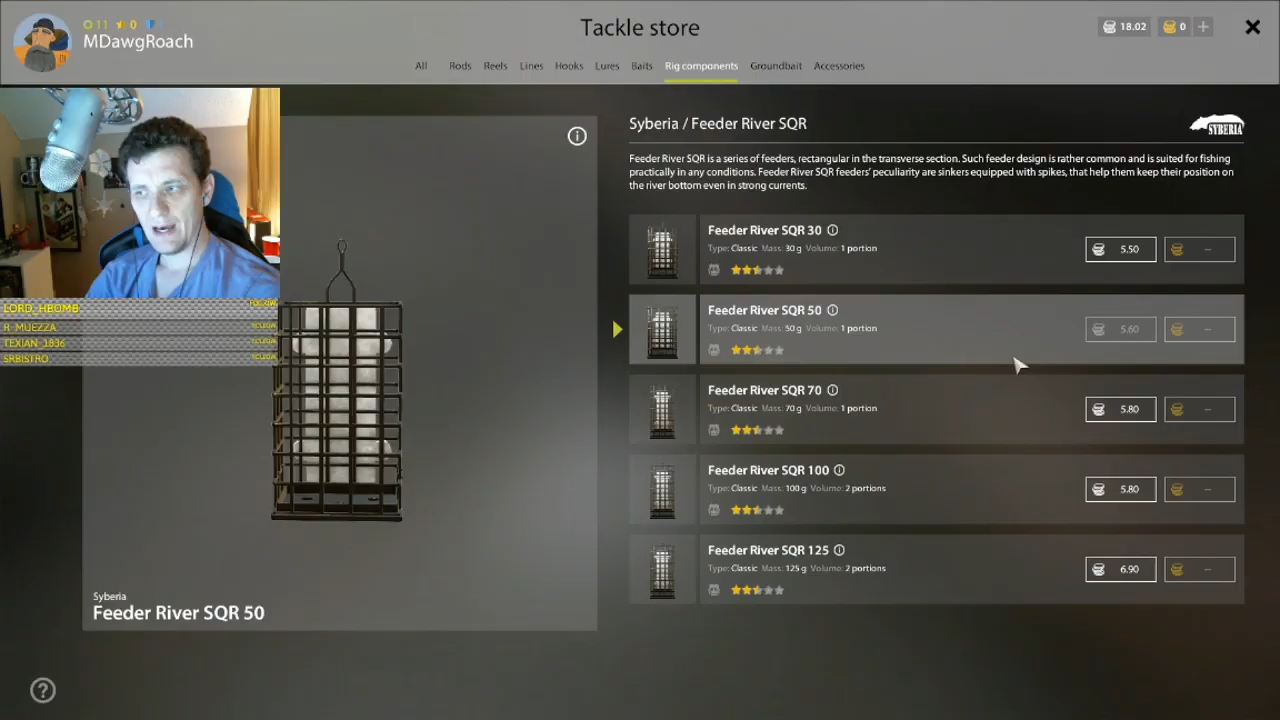 11 0
MDawgRoach
Tackle store
18.02 0 +
All Rods Reels Lines Hooks Lures Baits Rig components Groundbait Accessories
LORD_HBOMB FOLLOW
R_MUEZZA FOLLOW
TEXIAN_1836 FOLLOW
SRBISTRO FOLLOW
Syberia
Feeder River SQR 50
Syberia / Feeder River SQR
SYBERIA
Feeder River SQR is a series of feeders, rectangular in the transverse section. Such feeder design is rather common and is suited for fishing
practically in any conditions. Feeder River SQR feeders' peculiarity are sinkers equipped with spikes, that help them keep their position on
the river bottom even in strong currents.
Feeder River SQR 30
Type: Classic Mass: 30 g Volume: 1 portion
5.50 --
Feeder River SQR 50
Type: Classic Mass: 50 g Volume: 1 portion
5.60 --
Feeder River SQR 70
Type: Classic Mass: 70 g Volume: 1 portion
5.80 --
Feeder River SQR 100
Type: Classic Mass: 100 g Volume: 2 portions
5.80 --
Feeder River SQR 125
Type: Classic Mass: 125 g Volume: 2 portions
6.90 --
?